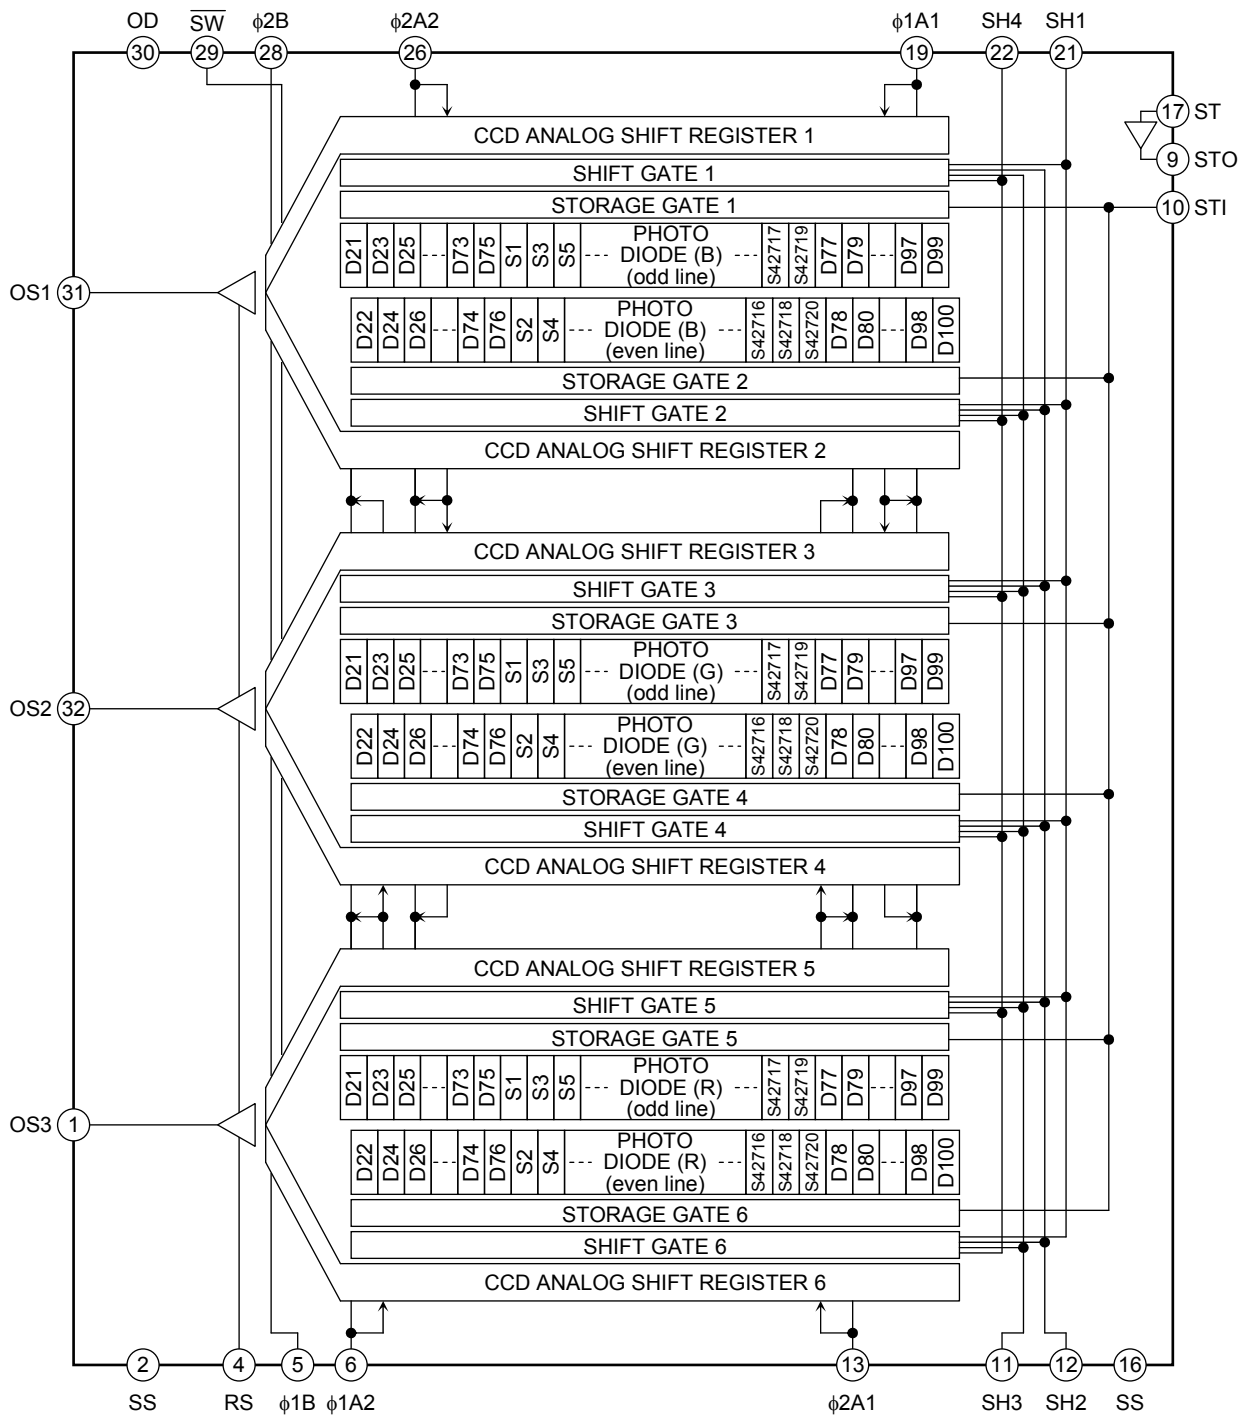 OD SW φ2B φ2A2 φ1A1 SH4 SH1
30 29 28 26 19 22 21
17 ST
9 STO
10 STI
CCD ANALOG SHIFT REGISTER 1
SHIFT GATE 1
STORAGE GATE 1
D21 D23 D25 D73 D75 S1 S3 S5 PHOTO DIODE (B) (odd line) S42717 S42719 D77 D79 D97 D99
OS1 31
D22 D24 D26 D74 D76 S2 S4 PHOTO DIODE (B) (even line) S42716 S42718 S42720 D78 D80 D98 D100
STORAGE GATE 2
SHIFT GATE 2
CCD ANALOG SHIFT REGISTER 2
CCD ANALOG SHIFT REGISTER 3
SHIFT GATE 3
STORAGE GATE 3
D21 D23 D25 D73 D75 S1 S3 S5 PHOTO DIODE (G) (odd line) S42717 S42719 D77 D79 D97 D99
OS2 32
D22 D24 D26 D74 D76 S2 S4 PHOTO DIODE (G) (even line) S42716 S42718 S42720 D78 D80 D98 D100
STORAGE GATE 4
SHIFT GATE 4
CCD ANALOG SHIFT REGISTER 4
CCD ANALOG SHIFT REGISTER 5
SHIFT GATE 5
STORAGE GATE 5
D21 D23 D25 D73 D75 S1 S3 S5 PHOTO DIODE (R) (odd line) S42717 S42719 D77 D79 D97 D99
OS3 1
D22 D24 D26 D74 D76 S2 S4 PHOTO DIODE (R) (even line) S42716 S42718 S42720 D78 D80 D98 D100
STORAGE GATE 6
SHIFT GATE 6
CCD ANALOG SHIFT REGISTER 6
2 4 5 6 13 11 12 16
SS RS φ1B φ1A2 φ2A1 SH3 SH2 SS